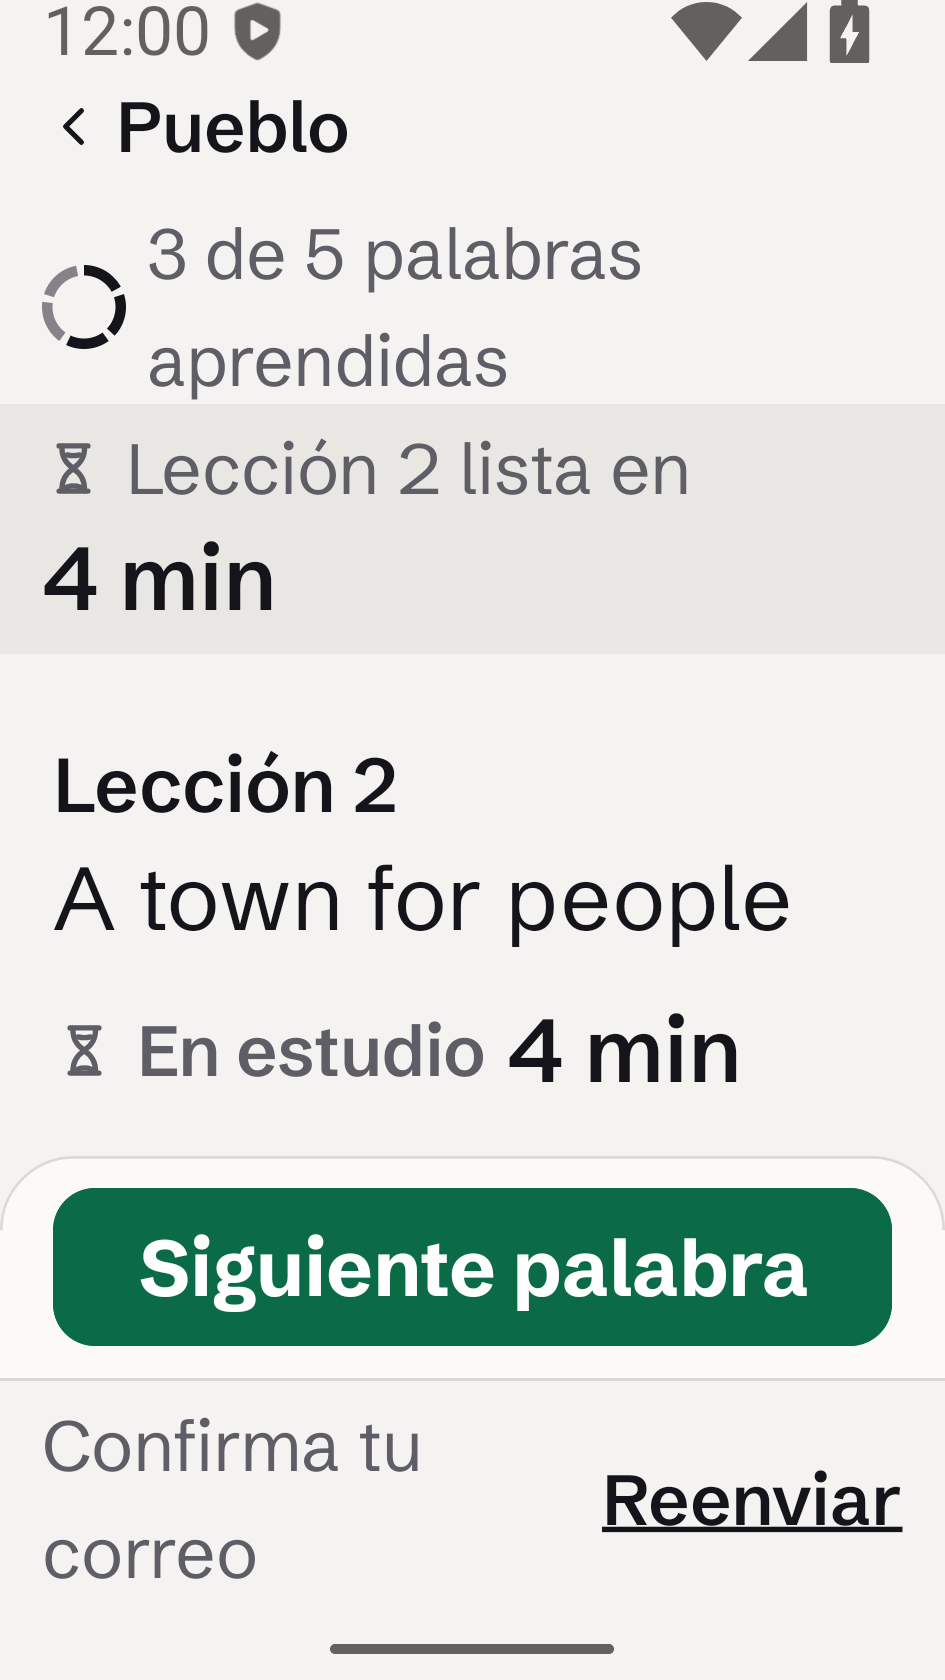 12:00
Pueblo
3 de 5 palabras
aprendidas
Lección 2 lista en
4 min
Lección 2
A town for people
En estudio 4 min
Siguiente palabra
Confirma tu
correo
Reenviar